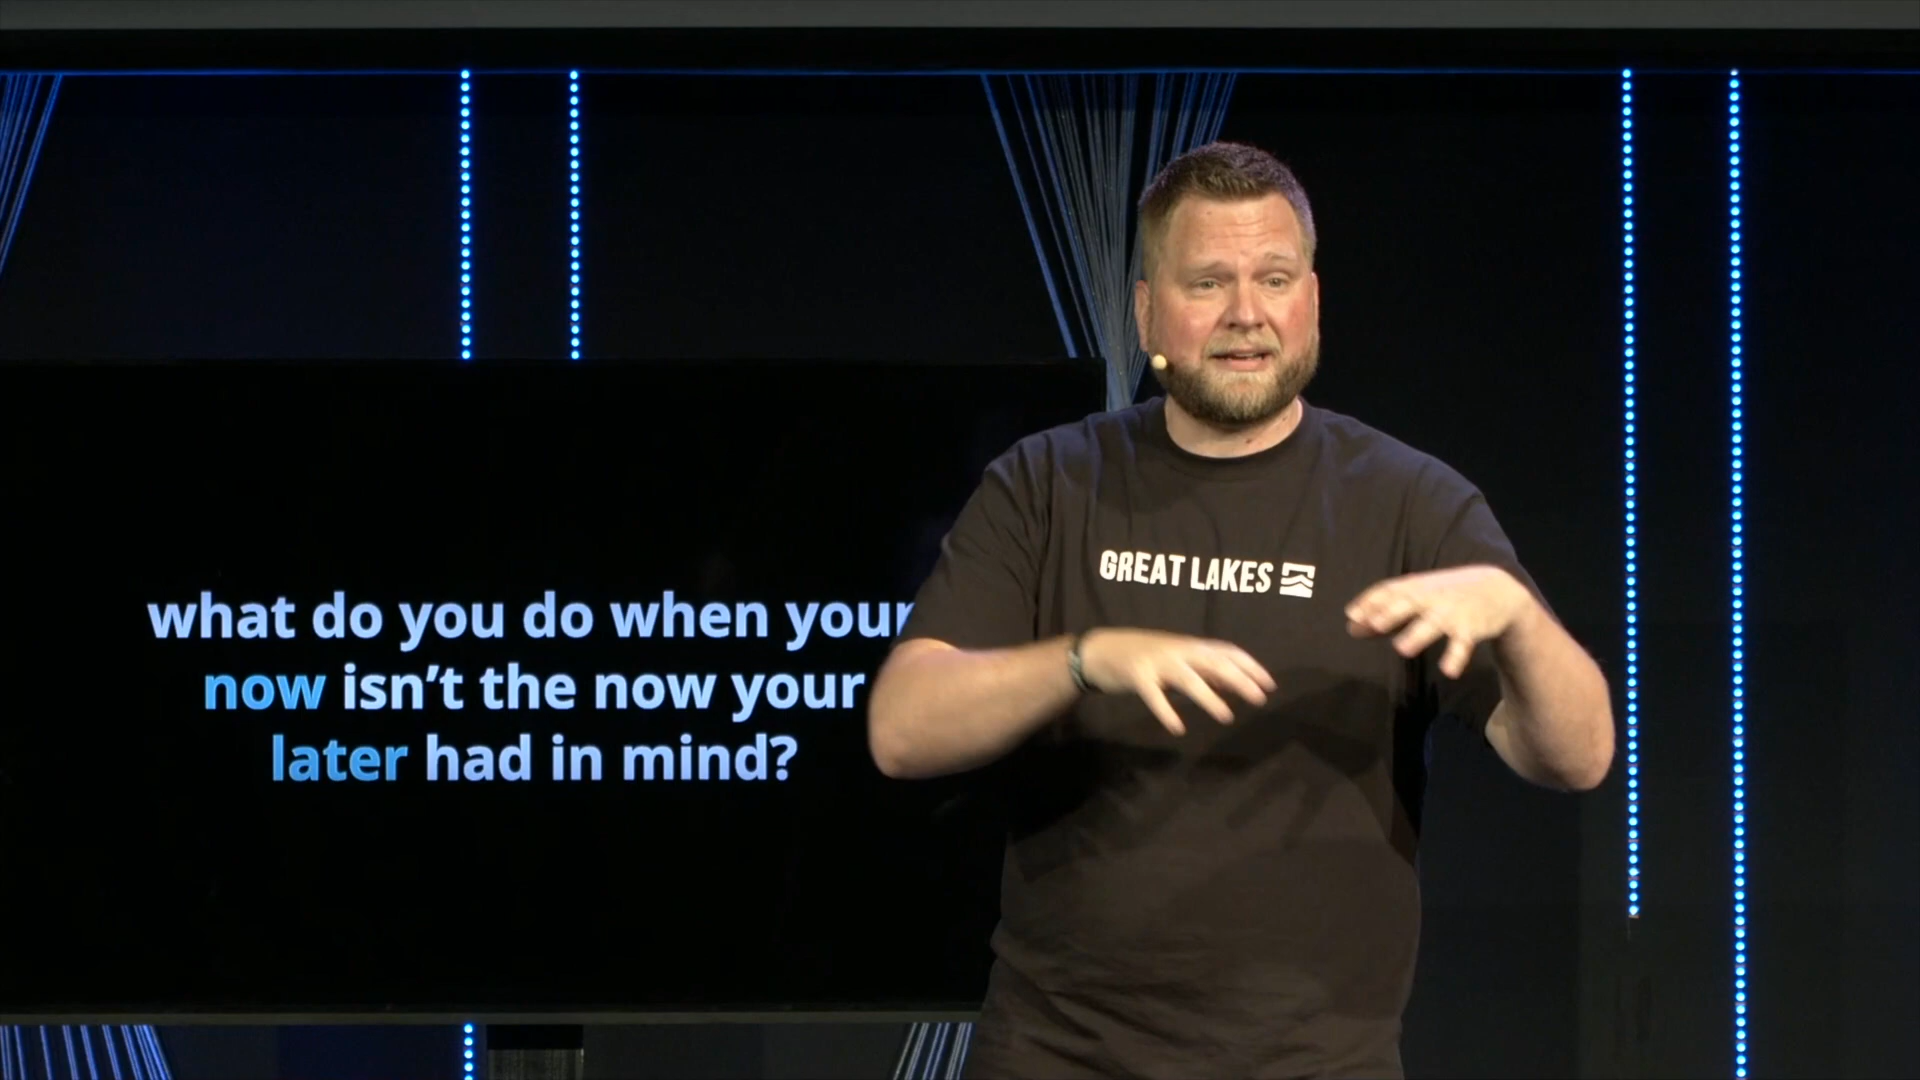 what do you do when your
now isn’t the now your
later had in mind?
GREAT LAKES